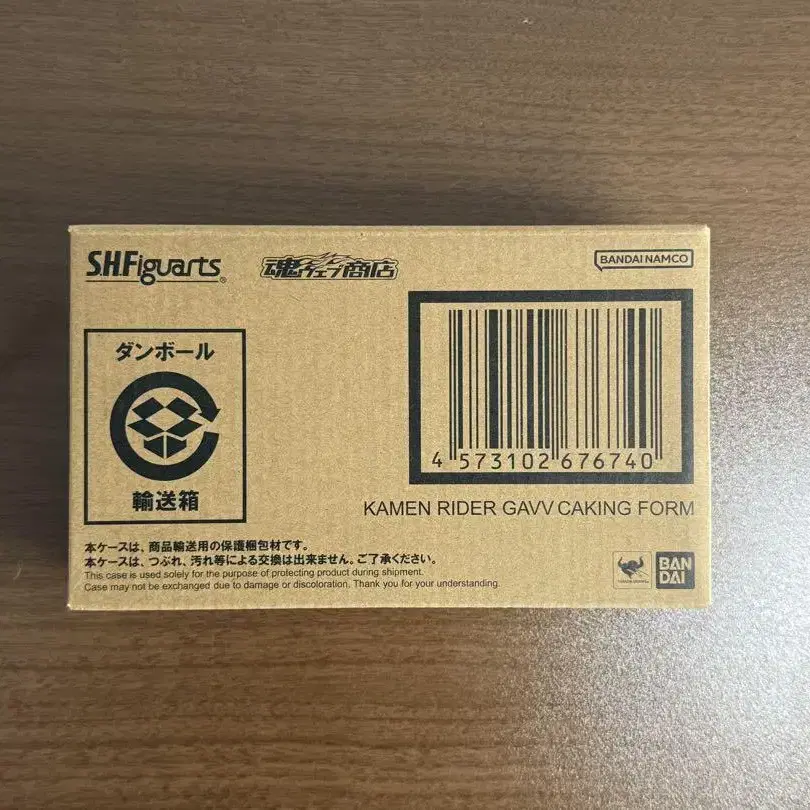 S.H.Figuarts
魂ウェブ商店
BANDAI NAMCO
ダンボール
輸送箱
4 573102 676740
KAMEN RIDER GAVV CAKING FORM
本ケースは、商品輸送用の保護梱包材です。
本ケースは、つぶれ、汚れ等による交換は出来ません。ご了承ください。
This case is used solely for the purpose of protecting product during shipment.
Case may not be exchanged due to damage or discoloration. Thank you for your understanding.
BAN
DAI